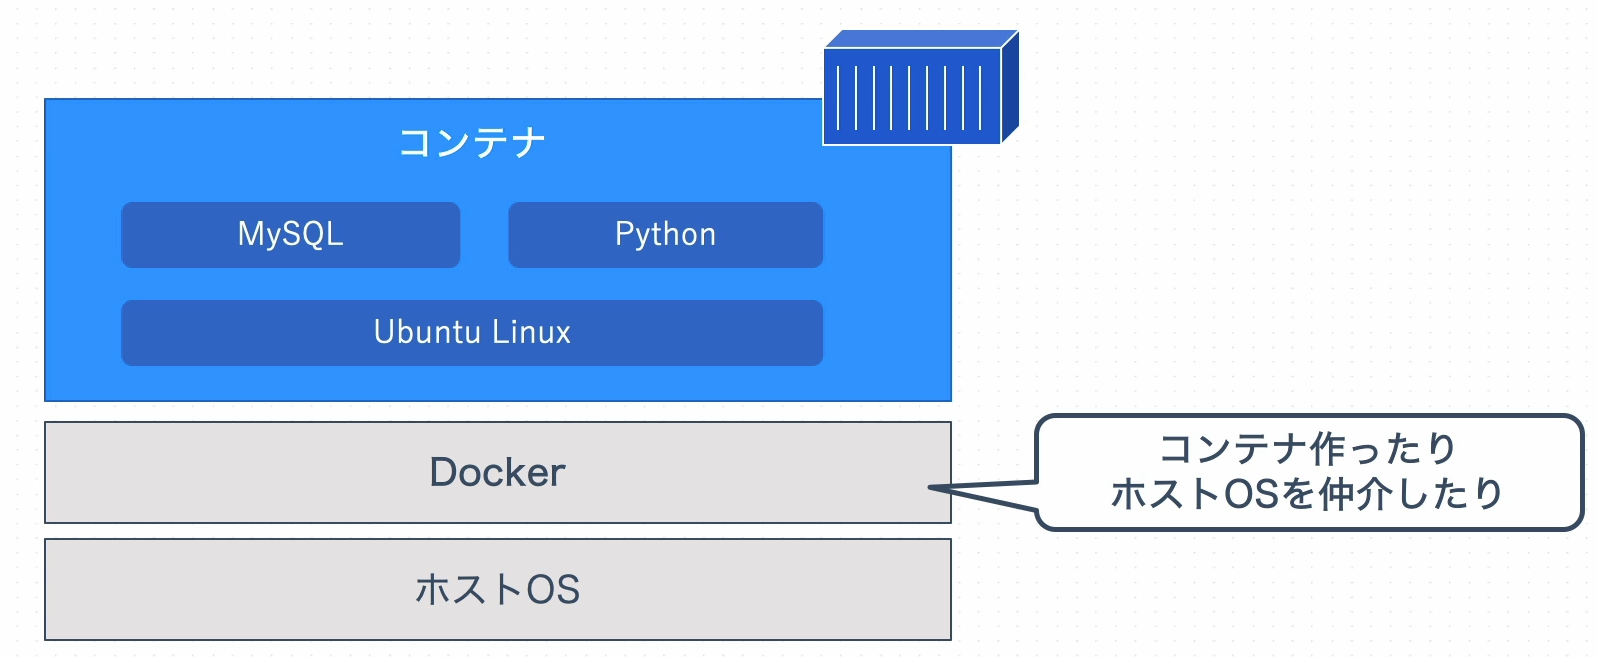 コンテナ
MySQL
Python
Ubuntu Linux
Docker
コンテナ作ったり
ホストOSを仲介したり
ホストOS